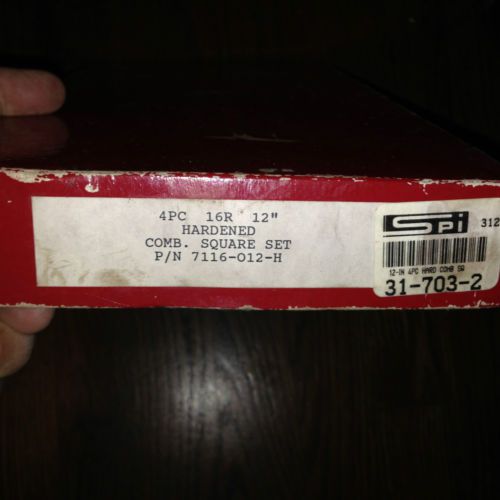 4PC 16R 12"
HARDENED
COMB. SQUARE SET
P/N 7116-012-H
SPi 312
12-IN 4PC HARD COMB SQ
31-703-2